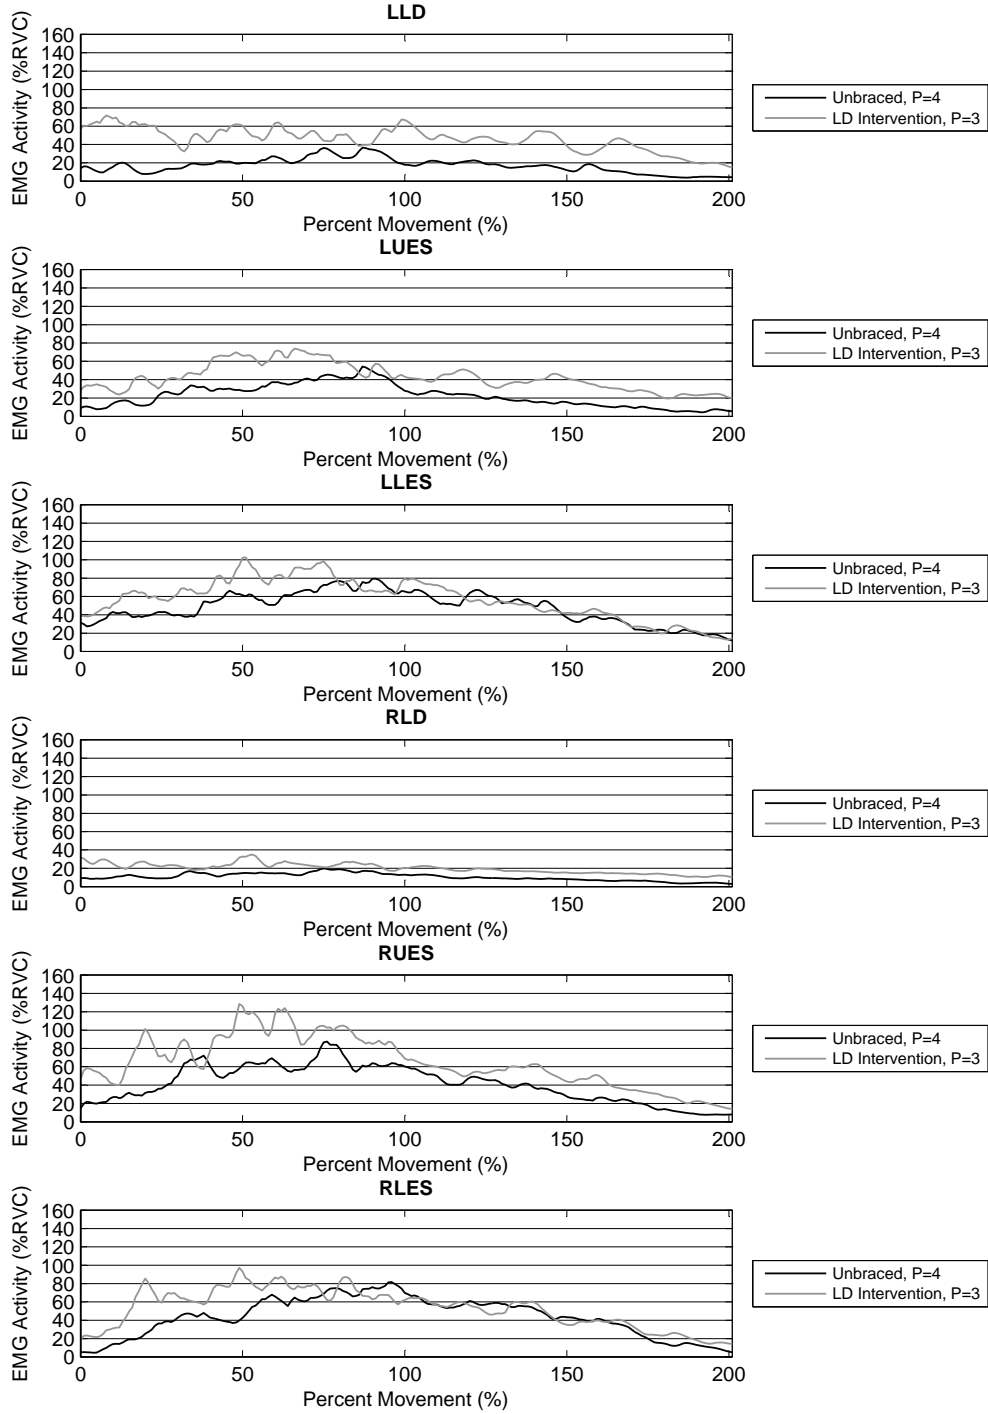 LLD
EMG Activity (%RVC)
160
140
120
100
80
60
40
20
0
0 50 100 150 200
Percent Movement (%)
Unbraced, P=4
LD Intervention, P=3
LUES
EMG Activity (%RVC)
160
140
120
100
80
60
40
20
0
0 50 100 150 200
Percent Movement (%)
Unbraced, P=4
LD Intervention, P=3
LLES
EMG Activity (%RVC)
160
140
120
100
80
60
40
20
0
0 50 100 150 200
Percent Movement (%)
Unbraced, P=4
LD Intervention, P=3
RLD
EMG Activity (%RVC)
160
140
120
100
80
60
40
20
0
0 50 100 150 200
Percent Movement (%)
Unbraced, P=4
LD Intervention, P=3
RUES
EMG Activity (%RVC)
160
140
120
100
80
60
40
20
0
0 50 100 150 200
Percent Movement (%)
Unbraced, P=4
LD Intervention, P=3
RLES
EMG Activity (%RVC)
160
140
120
100
80
60
40
20
0
0 50 100 150 200
Percent Movement (%)
Unbraced, P=4
LD Intervention, P=3